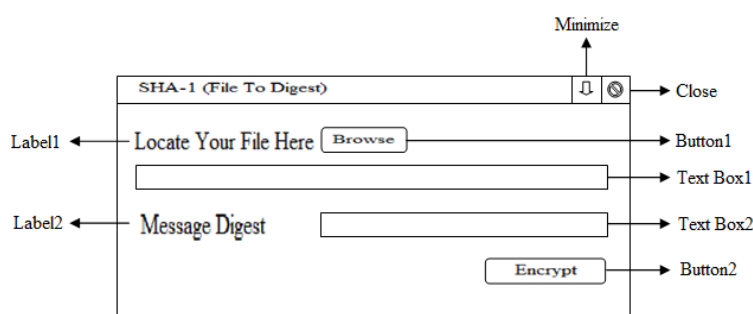 Minimize
SHA-1 (File To Digest)
Close
Label1
Locate Your File Here
Browse
Button1
Text Box1
Label2
Message Digest
Text Box2
Encrypt
Button2